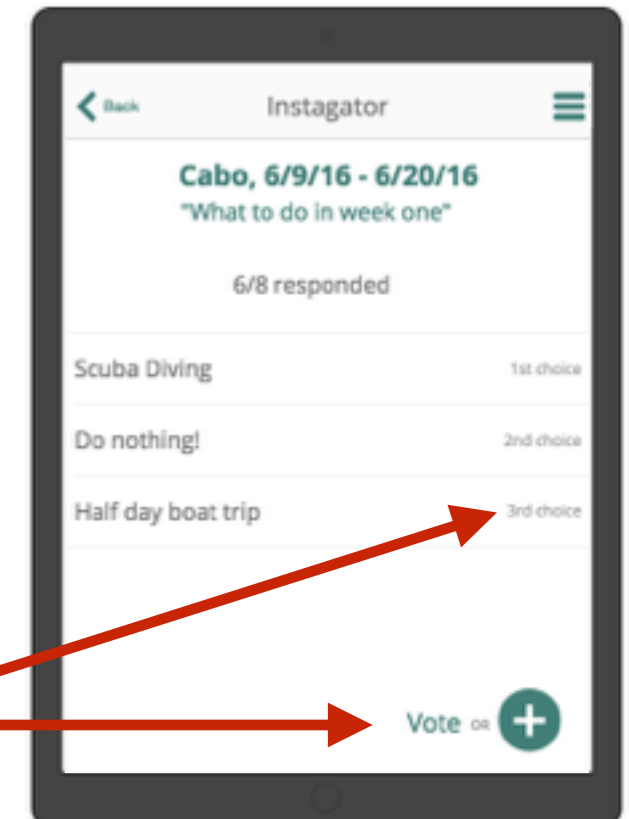 Back Instagator
Cabo, 6/9/16 - 6/20/16
"What to do in week one"
6/8 responded
Scuba Diving 1st choice
Do nothing! 2nd choice
Half day boat trip 3rd choice
Vote OR +